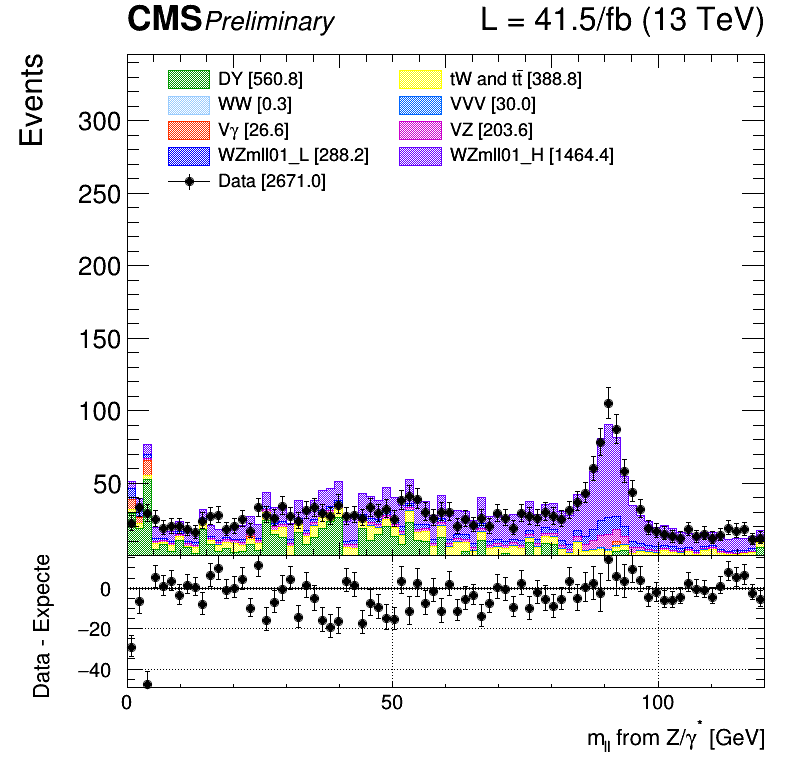 CMS Preliminary L = 41.5/fb (13 TeV)
Events
DY [560.8] tW and tt̄ [388.8]
WW [0.3] VVV [30.0]
Vγ [26.6] VZ [203.6]
WZmll01_L [288.2] WZmll01_H [1464.4]
Data [2671.0]
300
250
200
150
100
50
Data - Expecte
0
−20
−40
0 50 100
m_ll from Z/γ* [GeV]